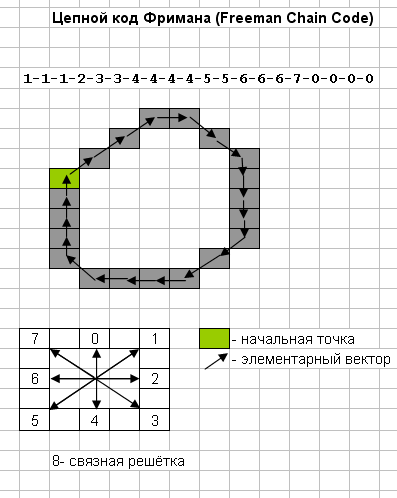 Цепной код Фримана (Freeman Chain Code)
1-1-1-2-3-3-4-4-4-4-5-5-6-6-6-7-0-0-0-0
7 0 1
- начальная точка
- элементарный вектор
6 2
5 4 3
8- связная решётка